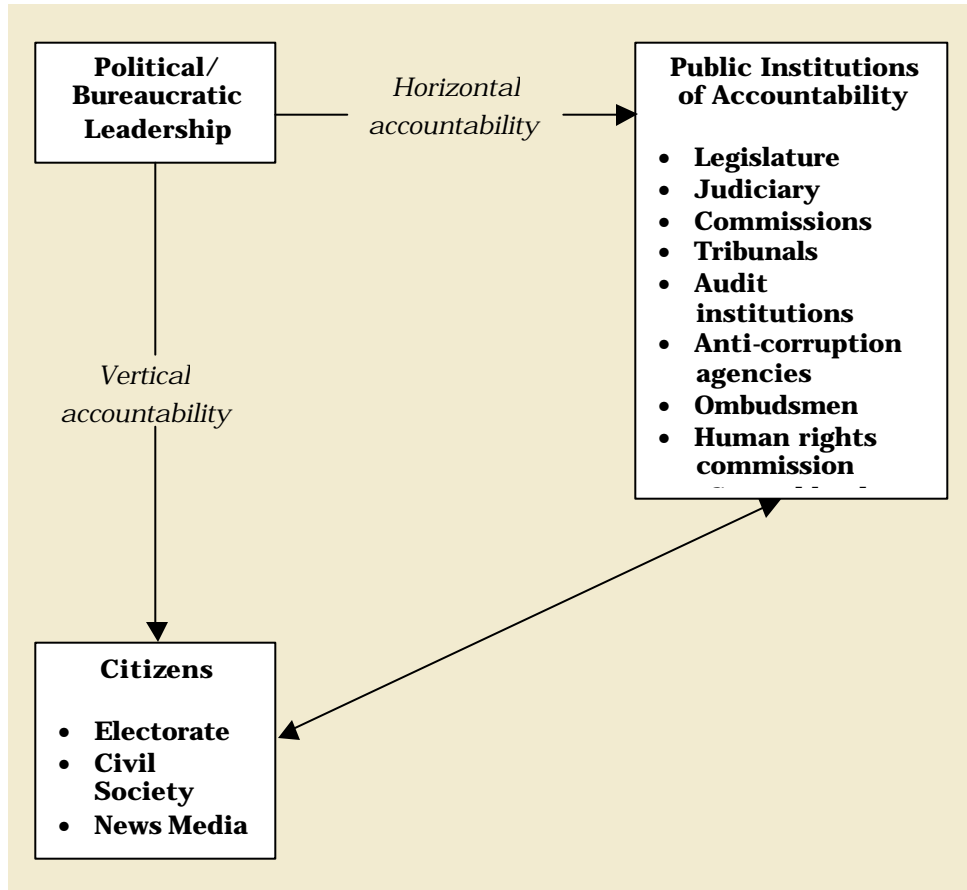 Political/
Bureaucratic
Leadership
Horizontal
accountability
Public Institutions
of Accountability
• Legislature
• Judiciary
• Commissions
• Tribunals
• Audit
institutions
• Anti-corruption
agencies
• Ombudsmen
• Human rights
commission
Vertical
accountability
Citizens
• Electorate
• Civil
Society
• News Media